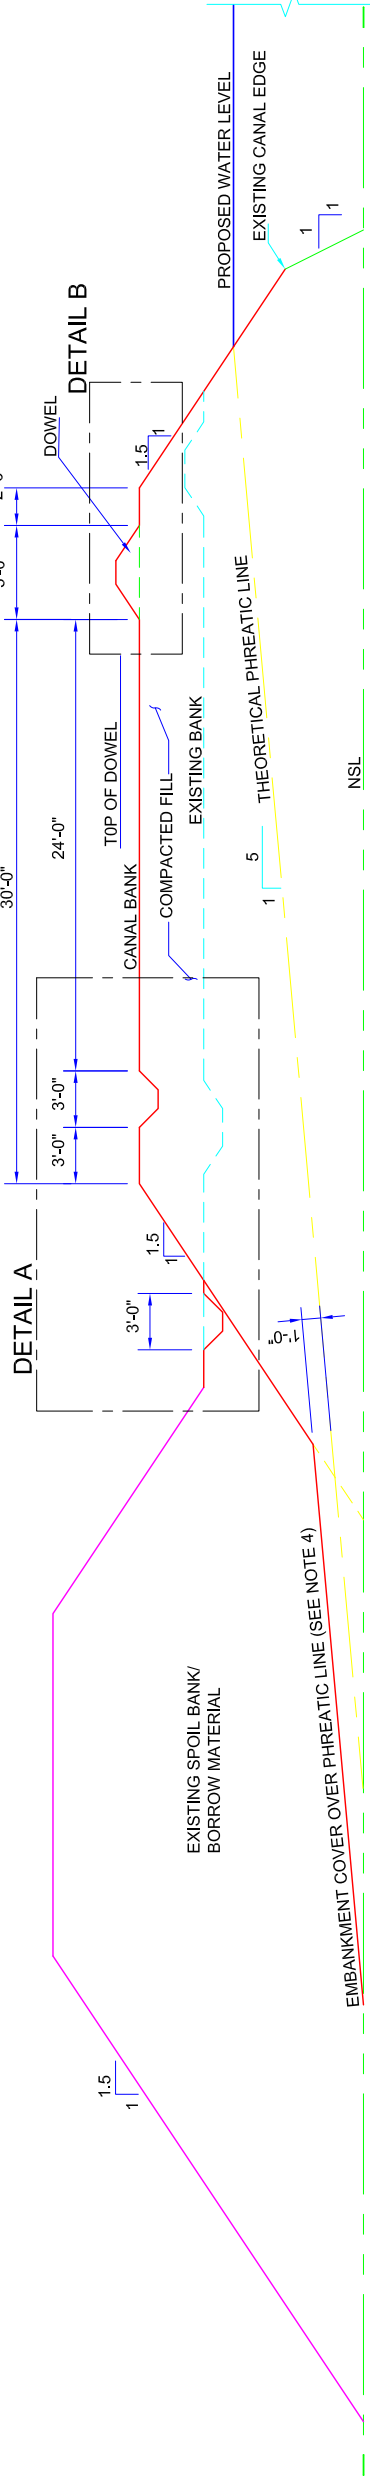 DETAIL A
DETAIL B
30'-0"
24'-0"
3'-0"
3'-0"
3'-0"
DOWEL
TOP OF DOWEL
CANAL BANK
COMPACTED FILL
EXISTING BANK
PROPOSED WATER LEVEL
EXISTING CANAL EDGE
1.5
1
1.5
1
1.5
1
1
1
5
1
THEORETICAL PHREATIC LINE
NSL
1'-0"
EXISTING SPOIL BANK/
BORROW MATERIAL
EMBANKMENT COVER OVER PHREATIC LINE (SEE NOTE 4)